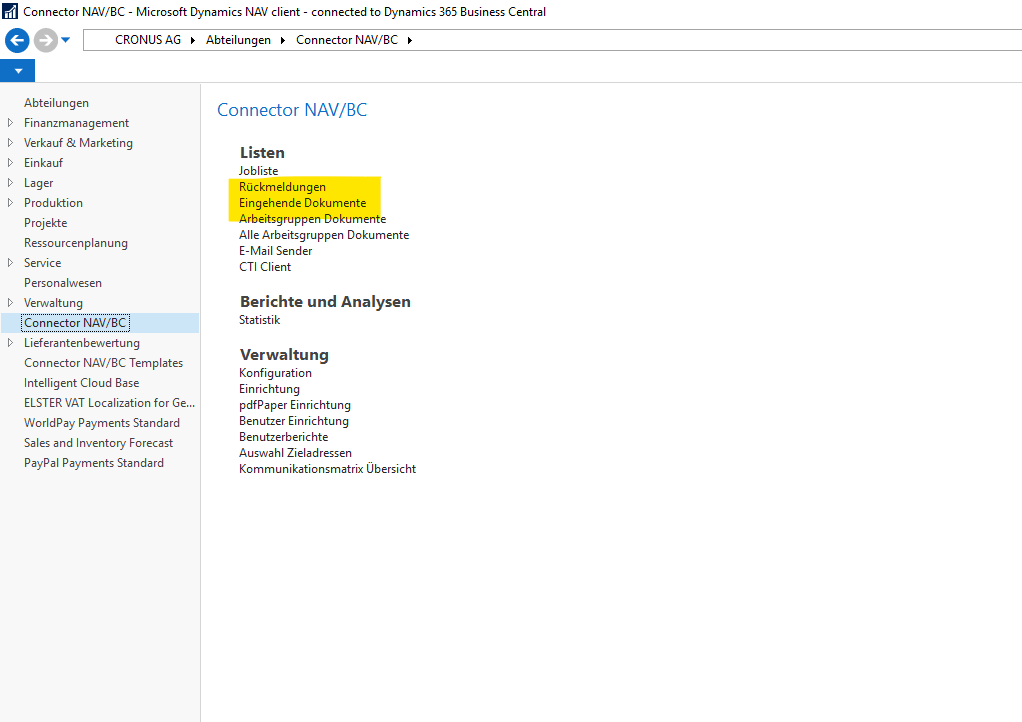 Connector NAV/BC - Microsoft Dynamics NAV client - connected to Dynamics 365 Business Central
CRONUS AG Abteilungen Connector NAV/BC
Abteilungen
Finanzmanagement
Verkauf & Marketing
Einkauf
Lager
Produktion
Projekte
Ressourcenplanung
Service
Personalwesen
Verwaltung
Connector NAV/BC
Lieferantenbewertung
Connector NAV/BC Templates
Intelligent Cloud Base
ELSTER VAT Localization for Ge...
WorldPay Payments Standard
Sales and Inventory Forecast
PayPal Payments Standard
Connector NAV/BC
Listen
Jobliste
Rückmeldungen
Eingehende Dokumente
Arbeitsgruppen Dokumente
Alle Arbeitsgruppen Dokumente
E-Mail Sender
CTI Client
Berichte und Analysen
Statistik
Verwaltung
Konfiguration
Einrichtung
pdfPaper Einrichtung
Benutzer Einrichtung
Benutzerberichte
Auswahl Zieladressen
Kommunikationsmatrix Übersicht